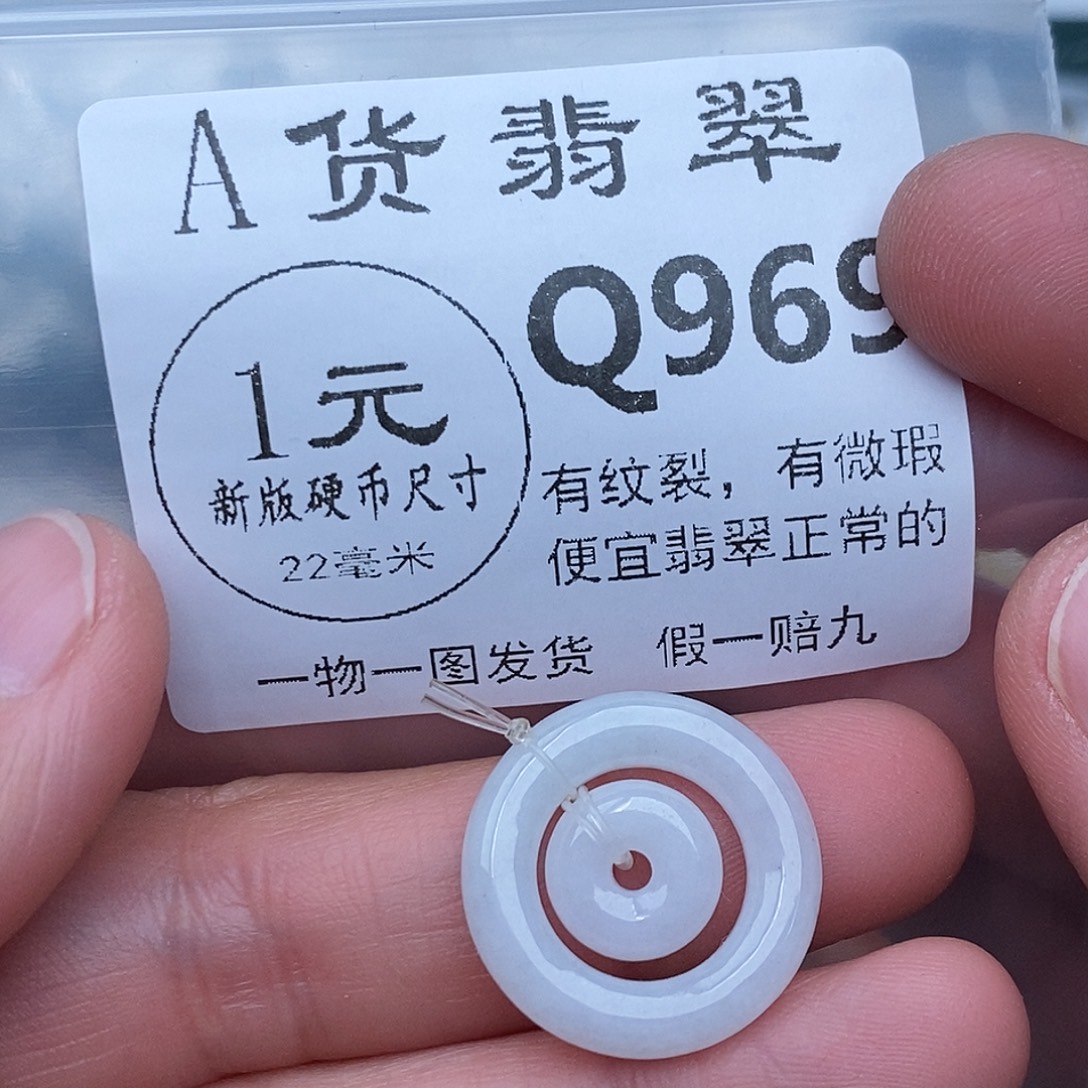 A货翡翠
Q969
1元
新版硬币尺寸
22毫米
有纹裂，有微瑕
便宜翡翠正常的
一物一图发货 假一赔九